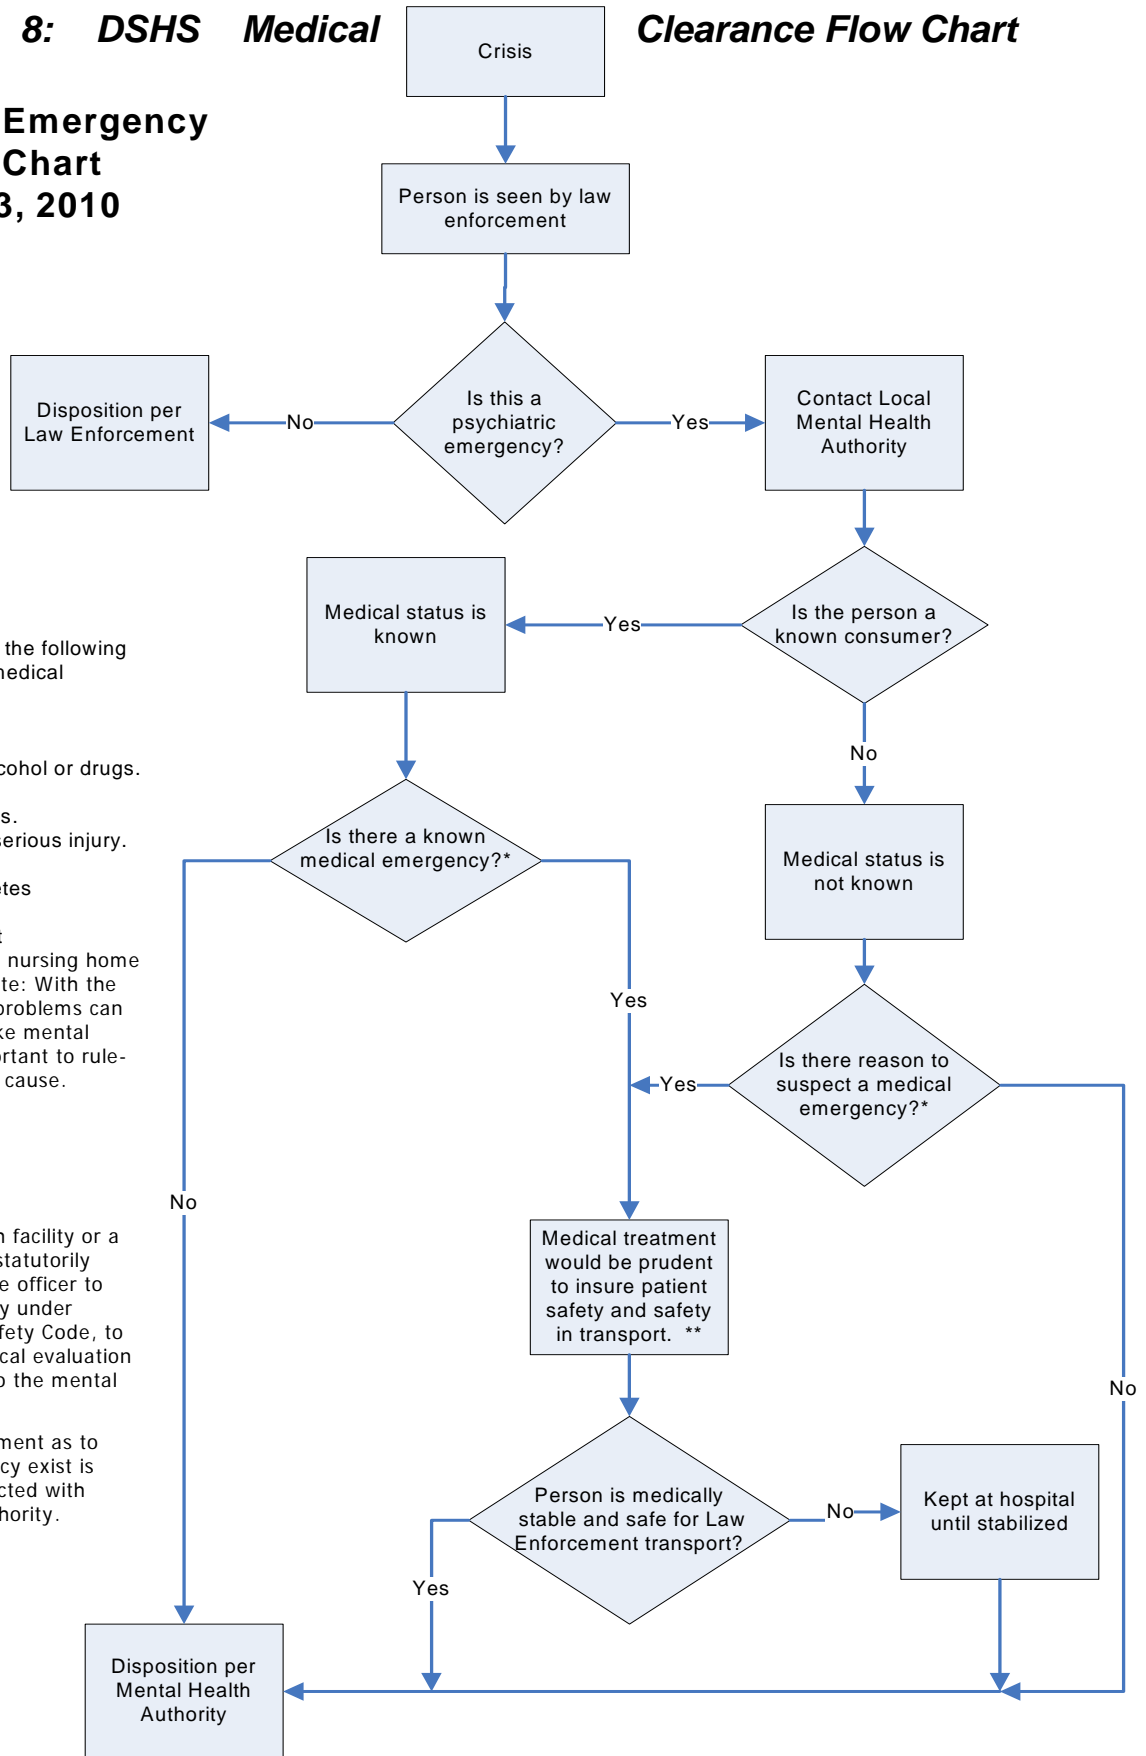 8: DSHS Medical Clearance Flow Chart
Emergency
Chart
3, 2010
Crisis
Person is seen by law
enforcement
Is this a
psychiatric
emergency?
No
Yes
Disposition per
Law Enforcement
Contact Local
Mental Health
Authority
Is the person a
known consumer?
Yes
No
Medical status is
known
Medical status is
not known
Is there a known
medical emergency?*
No
Yes
Is there reason to
suspect a medical
emergency?*
Yes
No
Medical treatment
would be prudent
to insure patient
safety and safety
in transport. **
Person is medically
stable and safe for Law
Enforcement transport?
No
Yes
Kept at hospital
until stabilized
Disposition per
Mental Health
Authority
the following
medical
cohol or drugs.
s.
serious injury.
etes
t
nursing home
te: With the
problems can
ke mental
ortant to rule-
cause.
n facility or a
statutorily
e officer to
y under
fety Code, to
cal evaluation
o the mental
ment as to
cy exist is
cted with
hority.